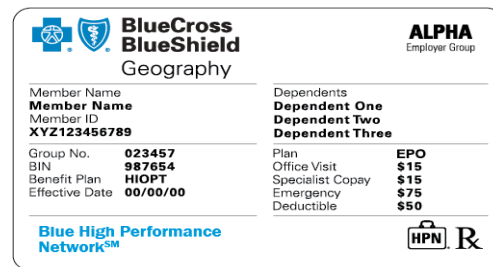 BlueCross
BlueShield
Geography
ALPHA
Employer Group
Member Name
Member Name
Member ID
XYZ123456789
Dependents
Dependent One
Dependent Two
Dependent Three
Group No. 023457
BIN 987654
Benefit Plan HIOPT
Effective Date 00/00/00
Plan EPO
Office Visit $15
Specialist Copay $15
Emergency $75
Deductible $50
Blue High Performance
Network℠
HPN Rx